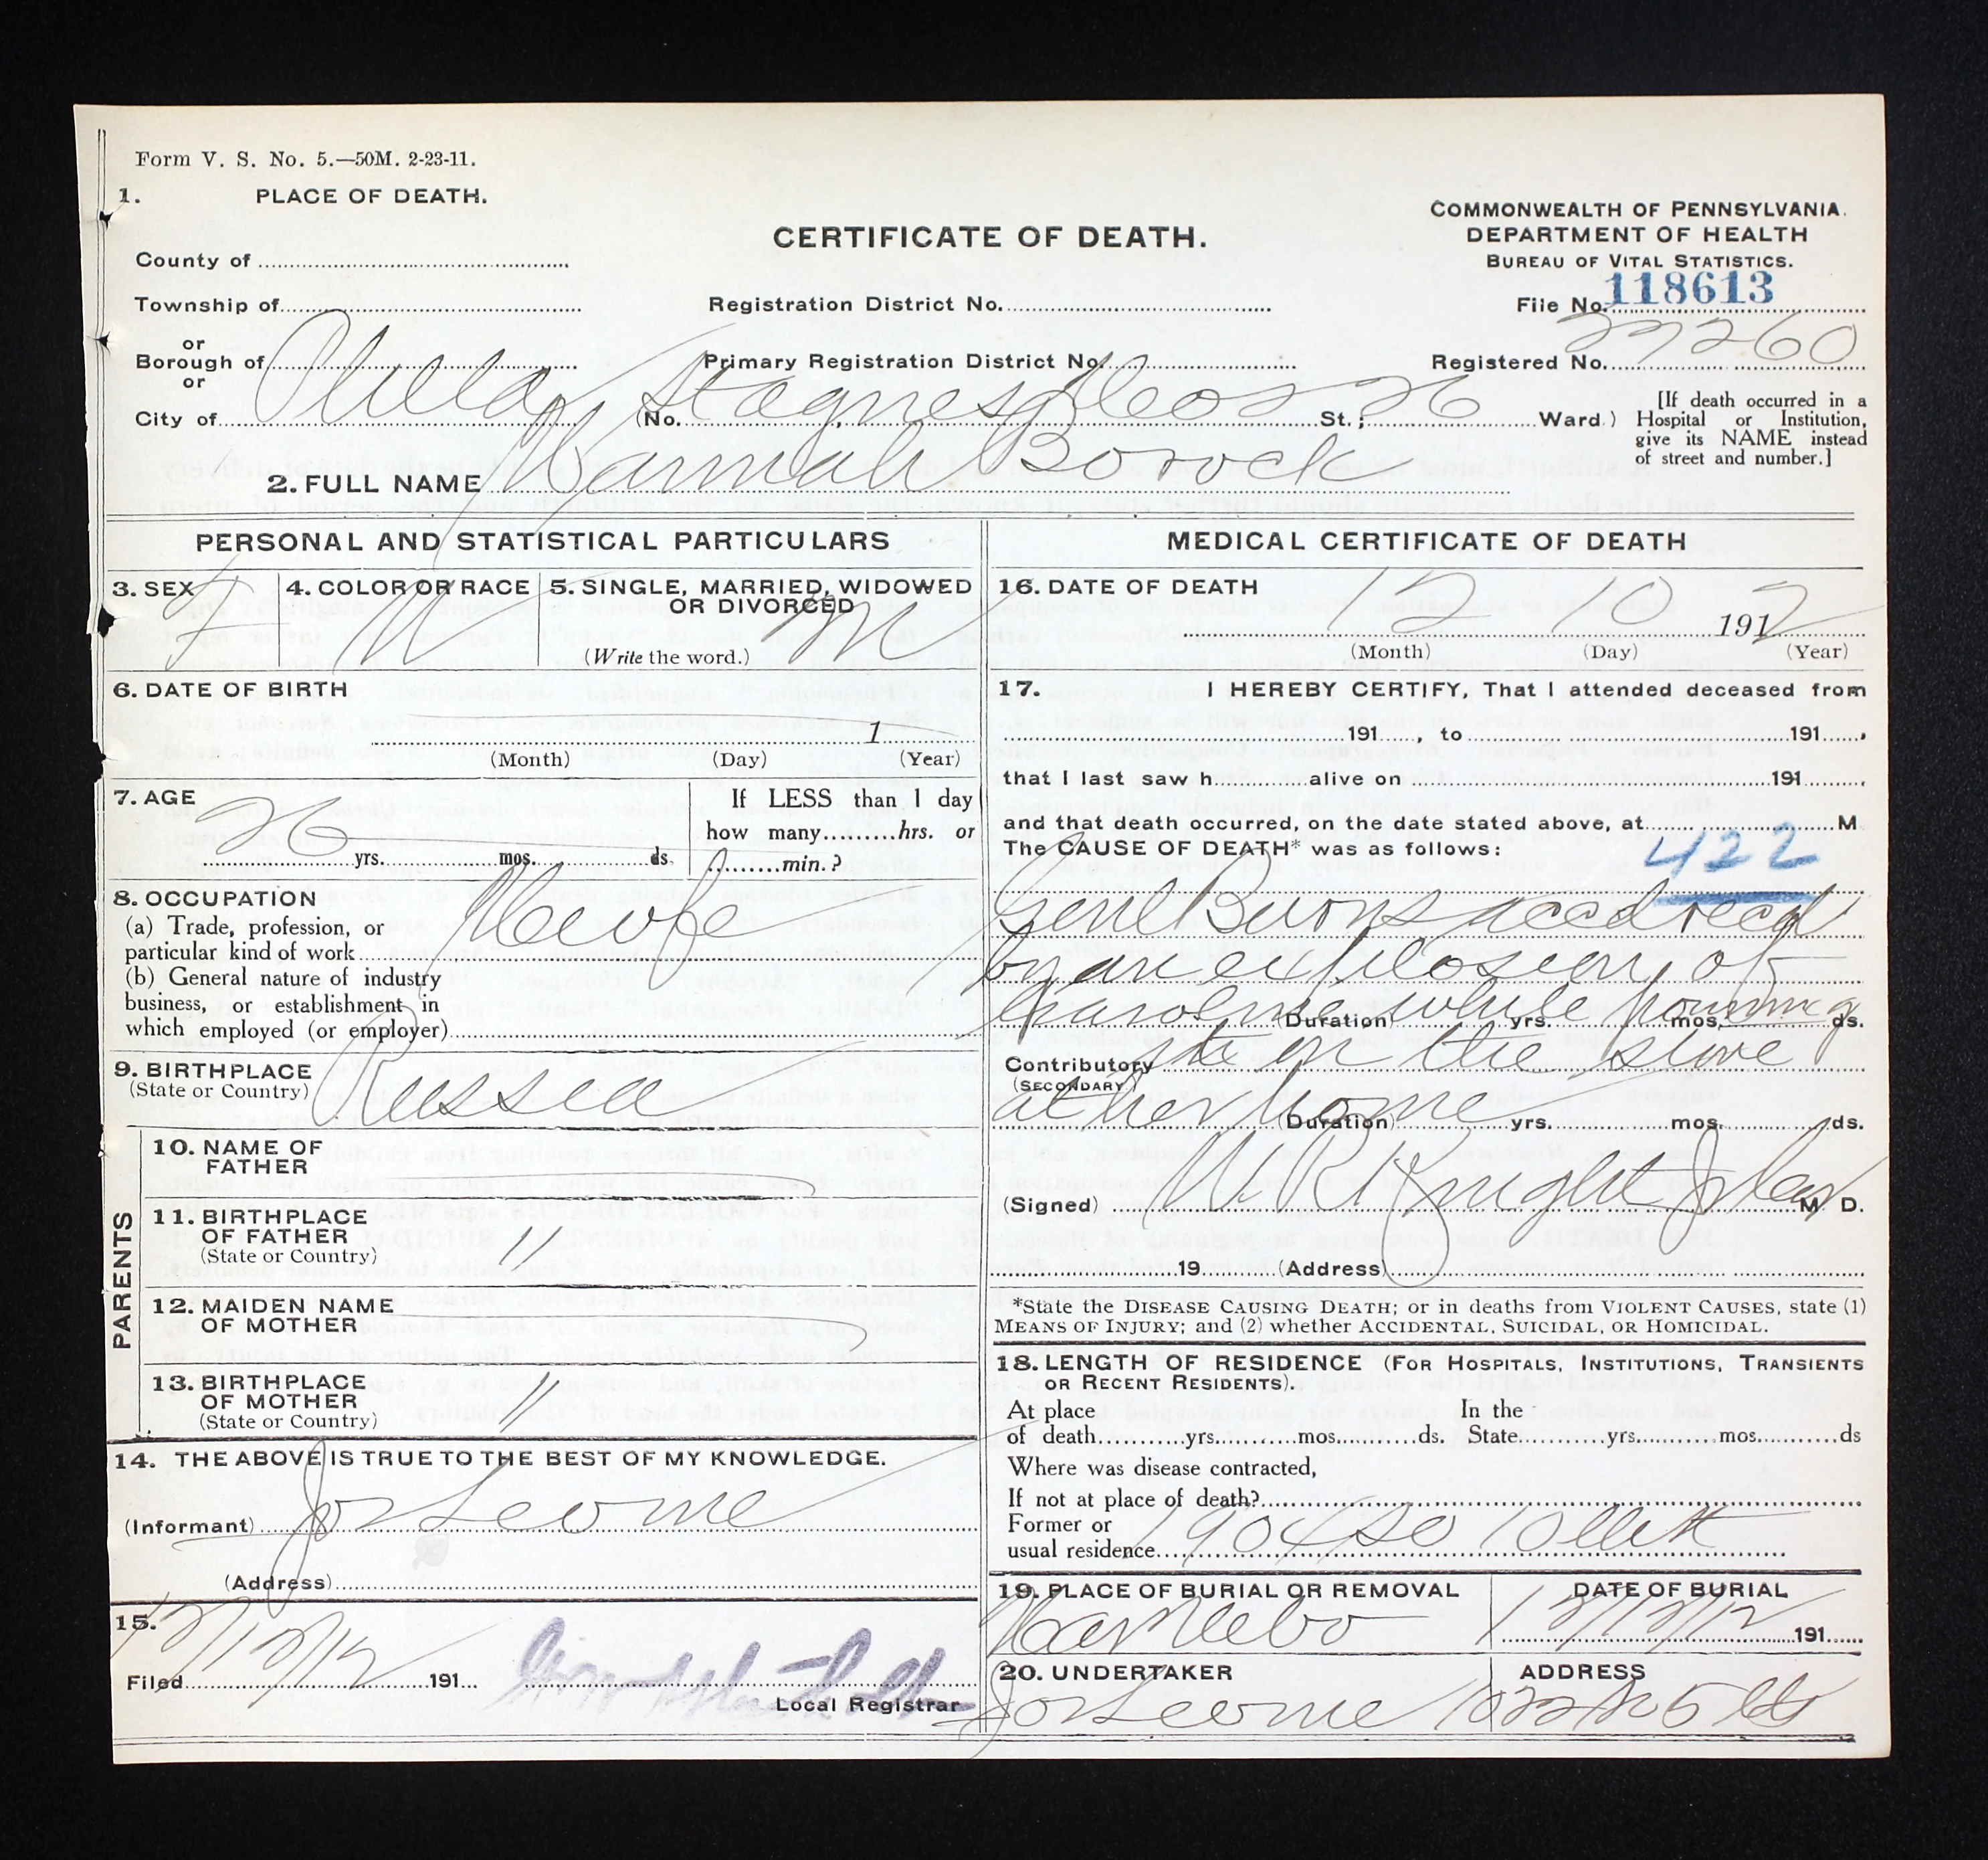 Form V. S. No. 5.—50M. 2-23-11.
1. PLACE OF DEATH.
County of
Township of
or
Borough of
or
City of Phila
CERTIFICATE OF DEATH.
Registration District No.
Primary Registration District No.
(No. St Agnes Hos St.; 26 Ward.)
COMMONWEALTH OF PENNSYLVANIA.
DEPARTMENT OF HEALTH
BUREAU OF VITAL STATISTICS.
File No. 118613
Registered No. 27260
[If death occurred in a
Hospital or Institution,
give its NAME instead
of street and number.]
2. FULL NAME Hannah Borock
PERSONAL AND STATISTICAL PARTICULARS
3. SEX F
4. COLOR OR RACE W
5. SINGLE, MARRIED, WIDOWED
OR DIVORCED
(Write the word.) M
6. DATE OF BIRTH
1
(Month) (Day) (Year)
7. AGE
26 yrs. mos. ds.
If LESS than 1 day
how many hrs. or
min.?
8. OCCUPATION
(a) Trade, profession, or
particular kind of work
(b) General nature of industry
business, or establishment in
which employed (or employer)
9. BIRTHPLACE
(State or Country) Russia
PARENTS
10. NAME OF
FATHER
11. BIRTHPLACE
OF FATHER
(State or Country) "
12. MAIDEN NAME
OF MOTHER
13. BIRTHPLACE
OF MOTHER
(State or Country) "
14. THE ABOVE IS TRUE TO THE BEST OF MY KNOWLEDGE.
(Informant) Jos Leovine
(Address)
15.
Filed 12/12/12 191
Local Registrar
MEDICAL CERTIFICATE OF DEATH
16. DATE OF DEATH
12 10 1912
(Month) (Day) (Year)
17. I HEREBY CERTIFY, That I attended deceased from
191 , to 191 ,
that I last saw h alive on 191 ,
and that death occurred, on the date stated above, at M
The CAUSE OF DEATH* was as follows:
422
Genl Burns accd recd
by an explosion of
while pouring
(Duration) yrs. mos. ds.
Contributory it on the stove
(SECONDARY)
at her home
(Duration) yrs. mos. ds.
(Signed) W R Knight Jr M. D.
19 (Address)
*State the DISEASE CAUSING DEATH; or in deaths from VIOLENT CAUSES, state (1)
MEANS OF INJURY; and (2) whether ACCIDENTAL, SUICIDAL, OR HOMICIDAL.
18. LENGTH OF RESIDENCE (FOR HOSPITALS, INSTITUTIONS, TRANSIENTS
OR RECENT RESIDENTS).
At place In the
of death yrs. mos. ds. State yrs. mos. ds
Where was disease contracted,
If not at place of death?
Former or
usual residence 1904 So
19. PLACE OF BURIAL OR REMOVAL
Har Nebo
DATE OF BURIAL
12/12/12 191
20. UNDERTAKER
Jos Leovine
ADDRESS